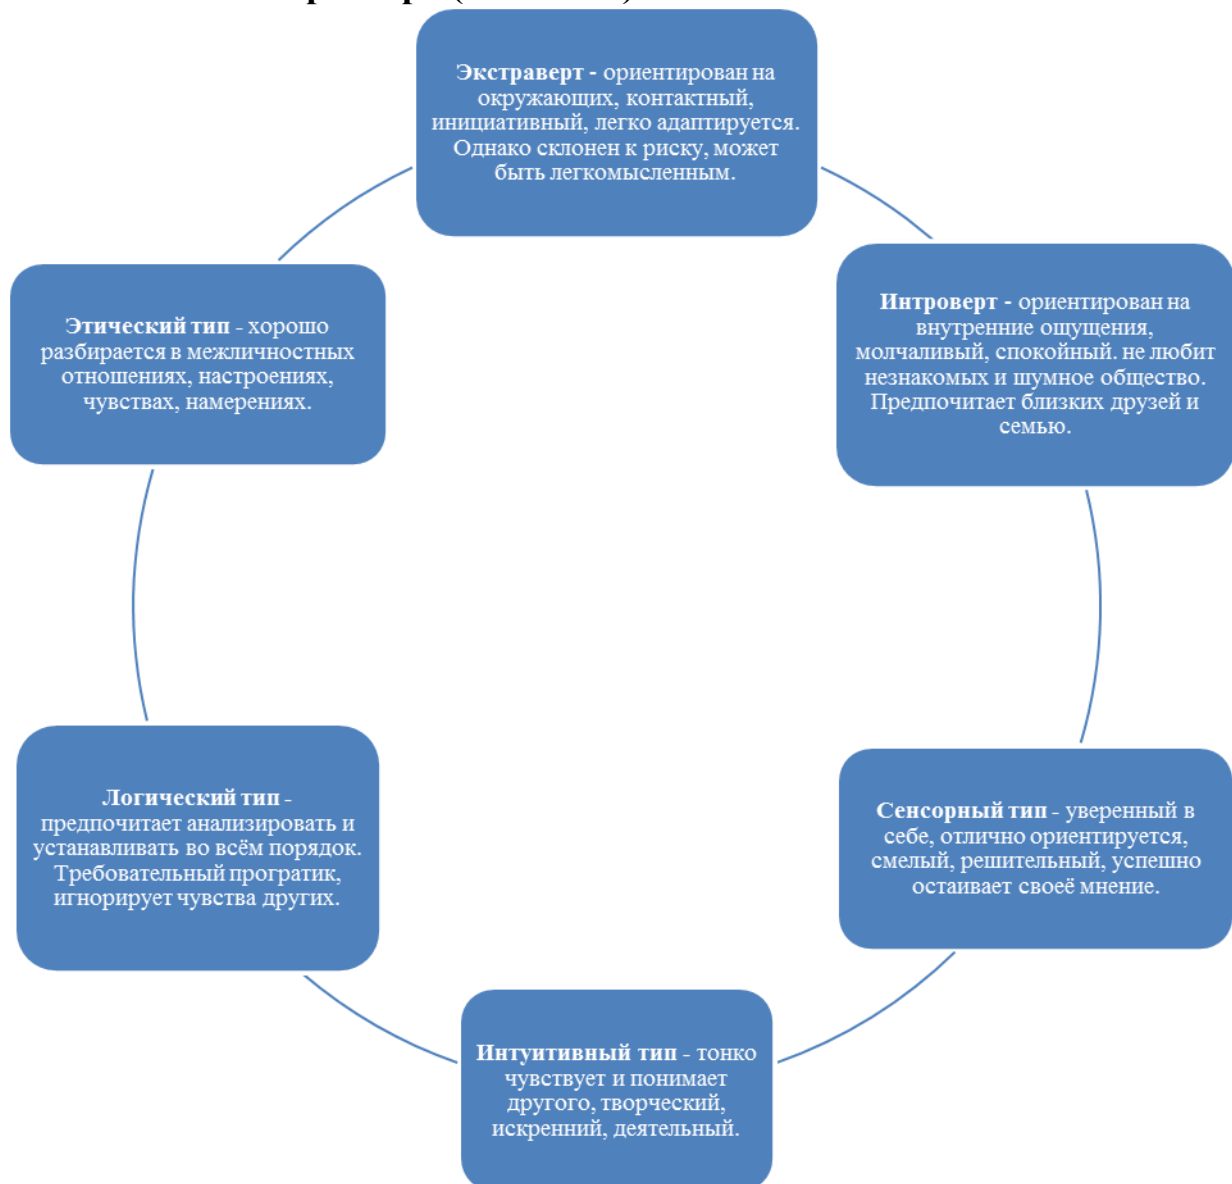 Экстраверт - ориентирован на
окружающих, контактный,
инициативный, легко адаптируется.
Однако склонен к риску, может
быть легкомысленным.
Интроверт - ориентирован на
внутренние ощущения,
молчаливый, спокойный. не любит
незнакомых и шумное общество.
Предпочитает близких друзей и
семью.
Сенсорный тип - уверенный в
себе, отлично ориентируется,
смелый, решительный, успешно
остаивает своеё мнение.
Интуитивный тип - тонко
чувствует и понимает
другого, творческий,
искренний, деятельный.
Логический тип -
предпочитает анализировать и
устанавливать во всём порядок.
Требовательный програтик,
игнорирует чувства других.
Этический тип - хорошо
разбирается в межличностных
отношениях, настроениях,
чувствах, намерениях.